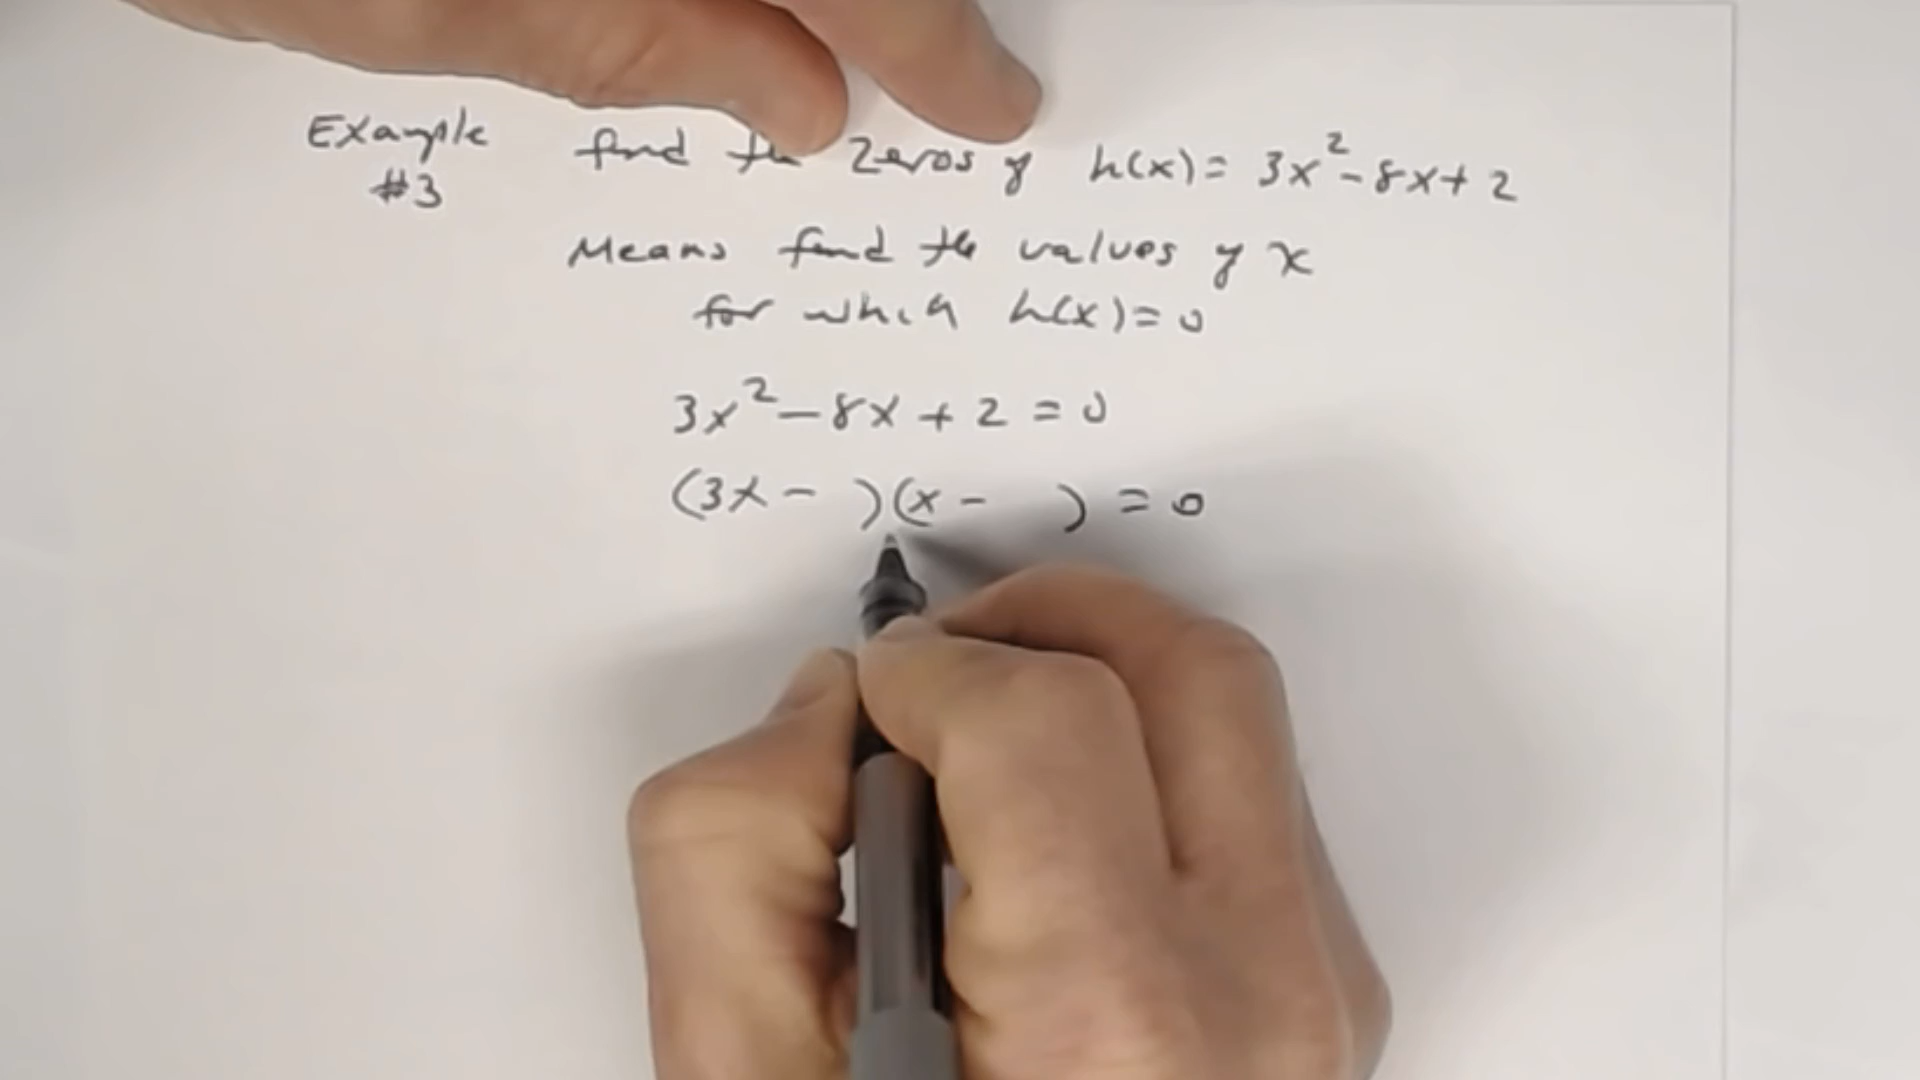 Example find the zeros of h(x) = 3x² - 8x + 2
#3
Means find the values of x
for which h(x) = 0
3x² - 8x + 2 = 0
(3x -  )(x -  ) = 0